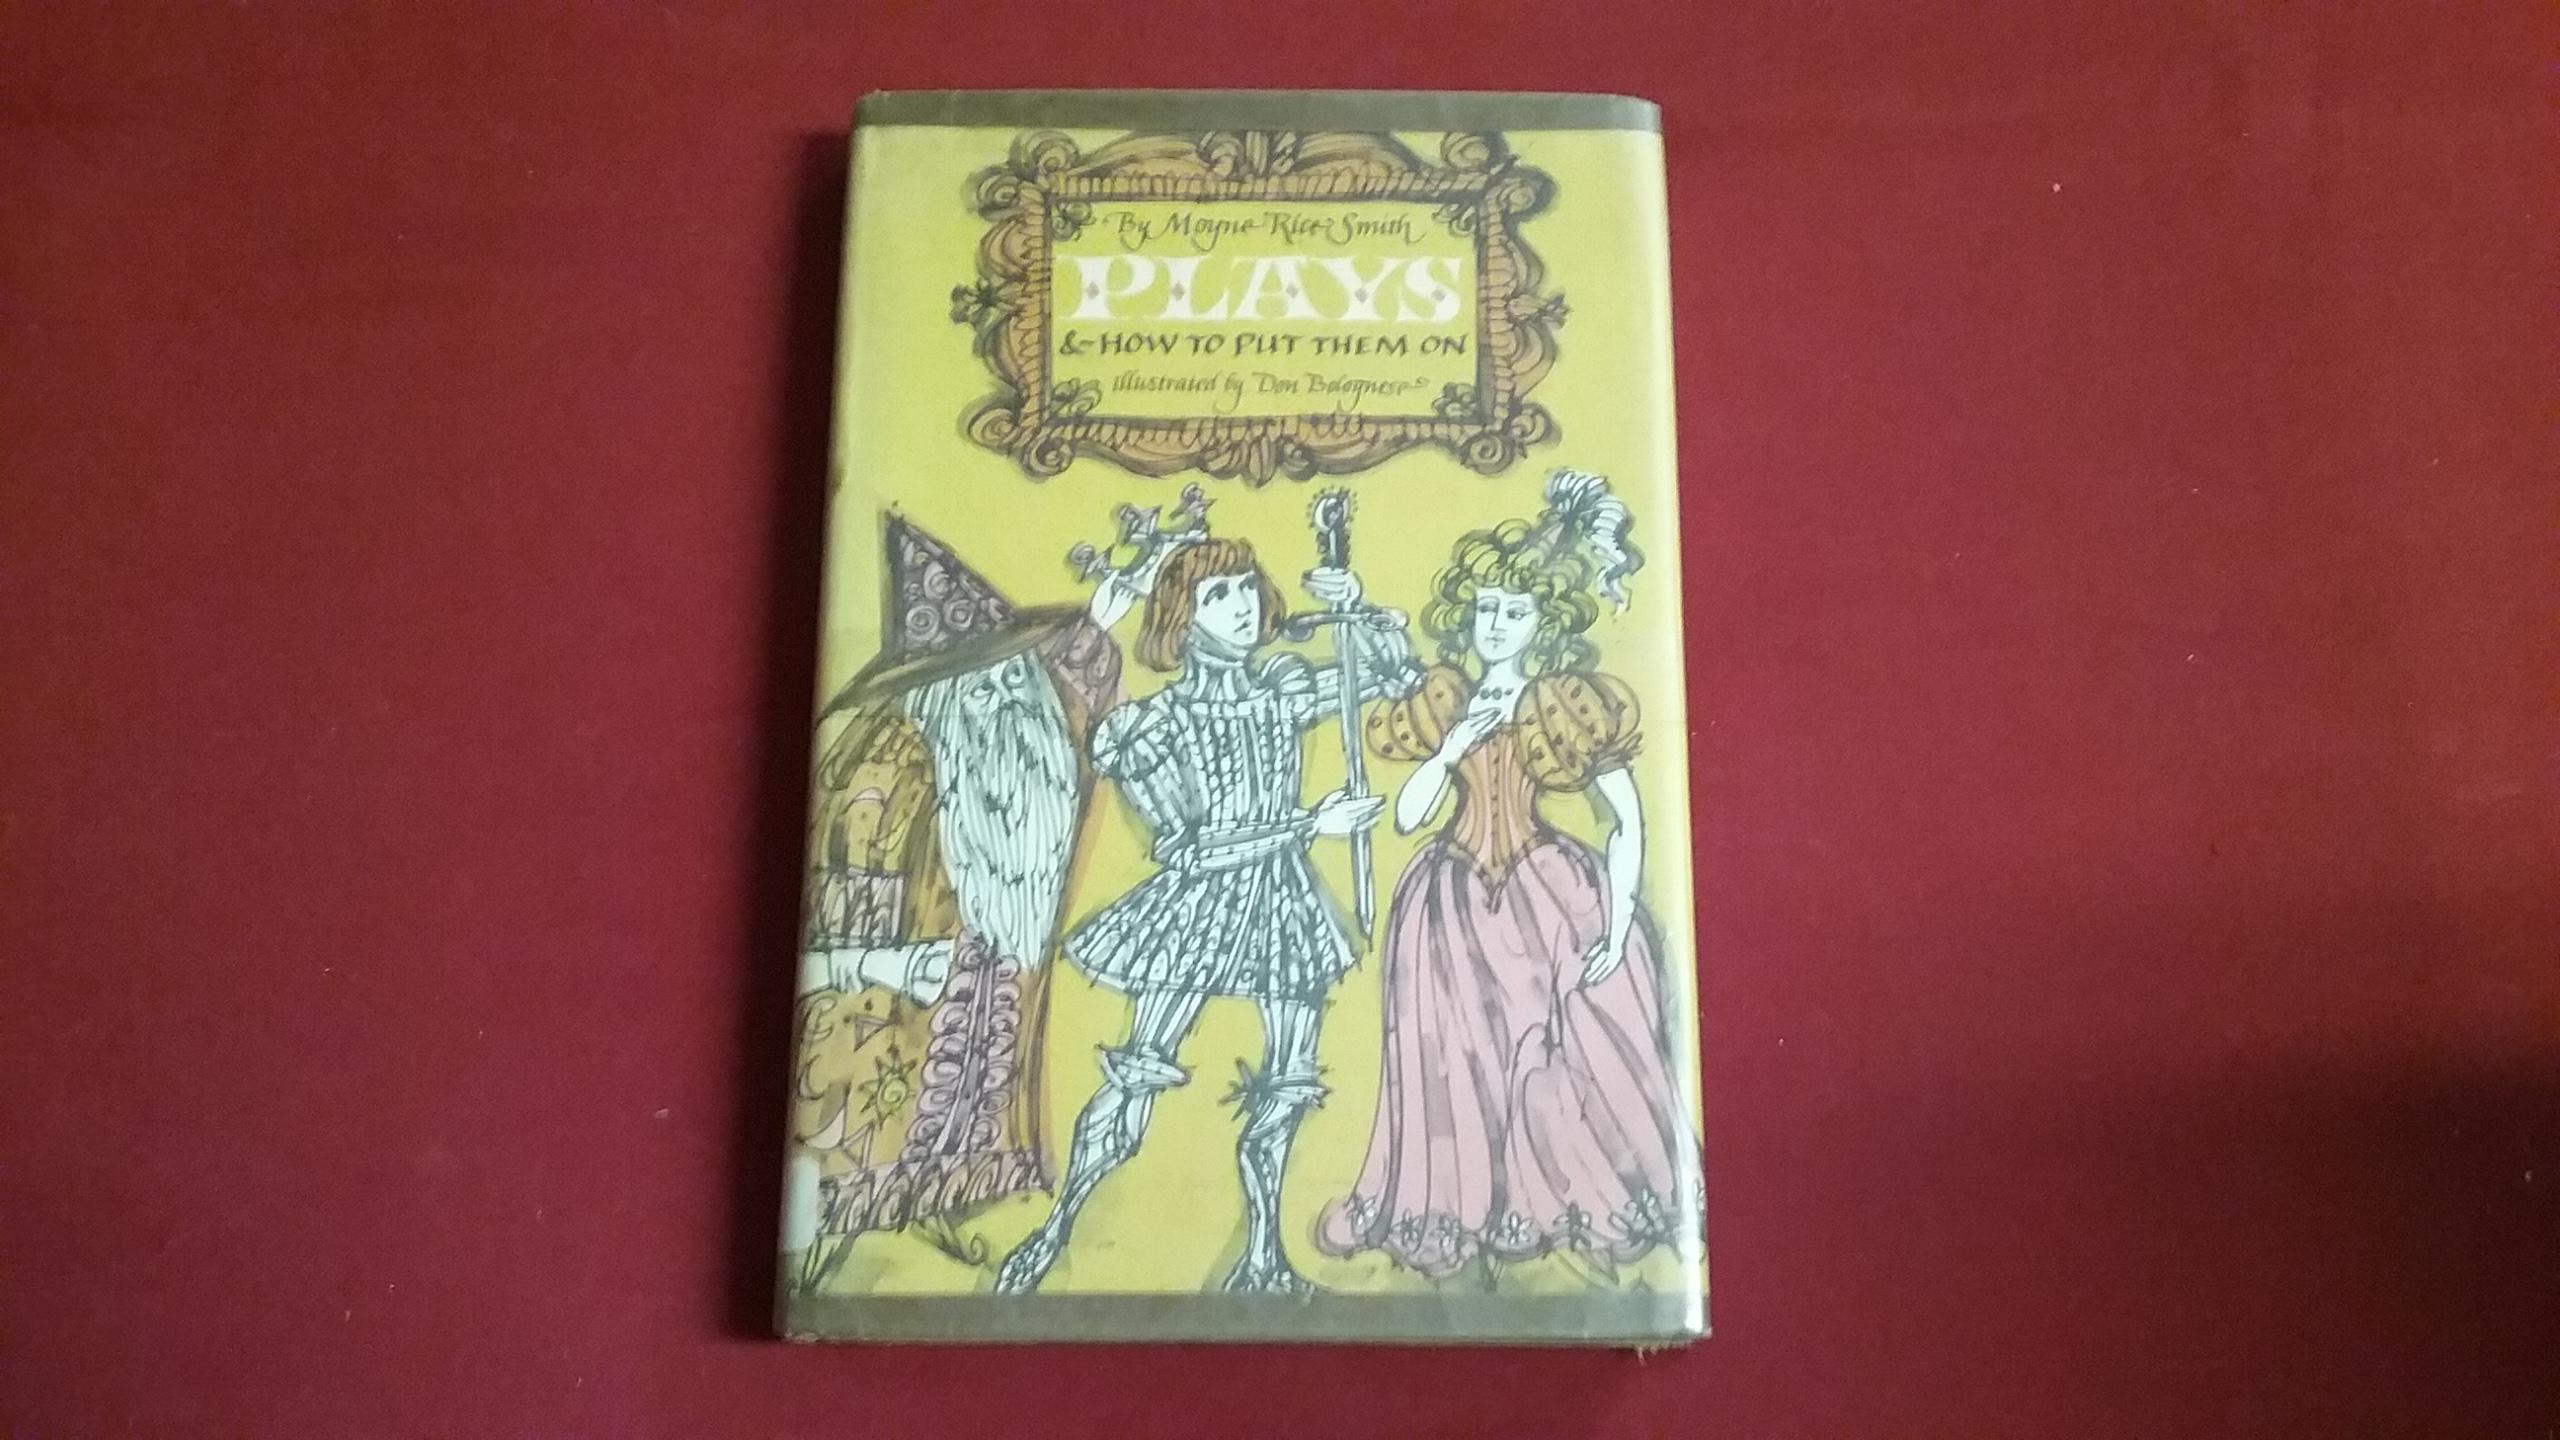 By Moyne Rice Smith
PLAYS
& HOW TO PUT THEM ON
illustrated by Don Bolognese